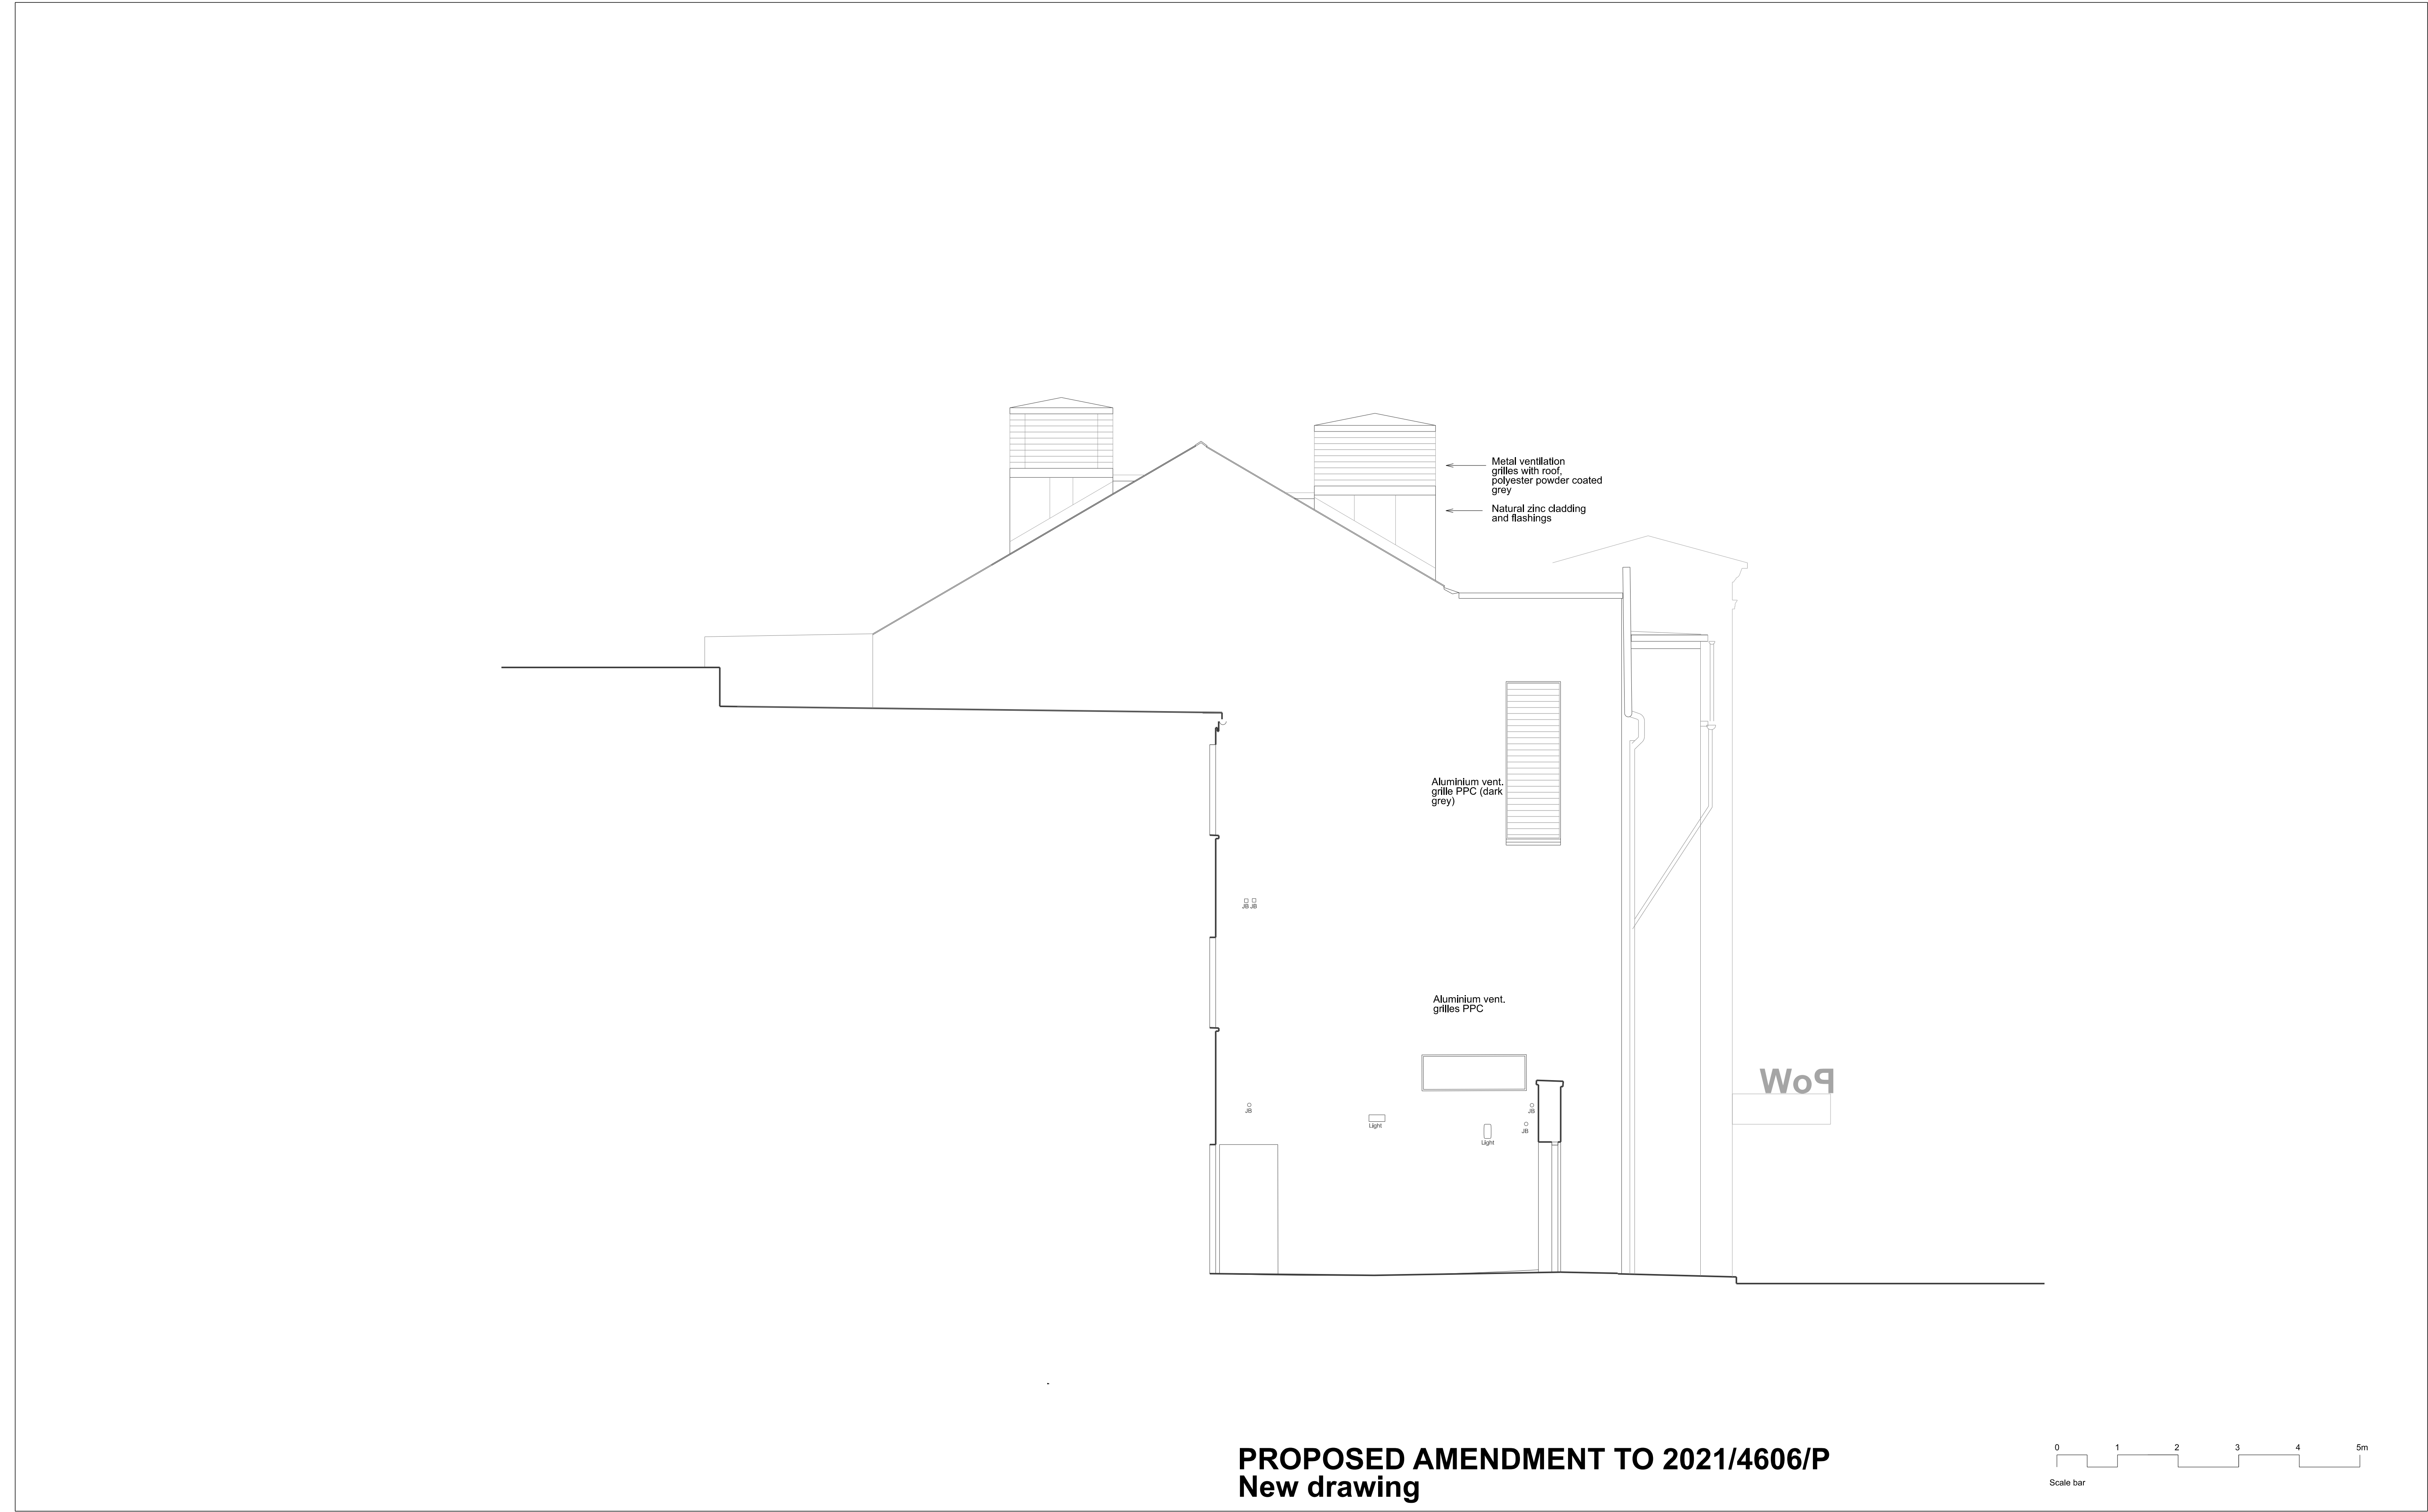 Metal ventilation
grilles with roof,
polyester powder coated
grey
Natural zinc cladding
and flashings
Aluminium vent.
grille PPC (dark
grey)
JB JB
Aluminium vent.
grilles PPC
PoW
JB
Light
Light
JB
JB
PROPOSED AMENDMENT TO 2021/4606/P
New drawing
0 1 2 3 4 5m
Scale bar